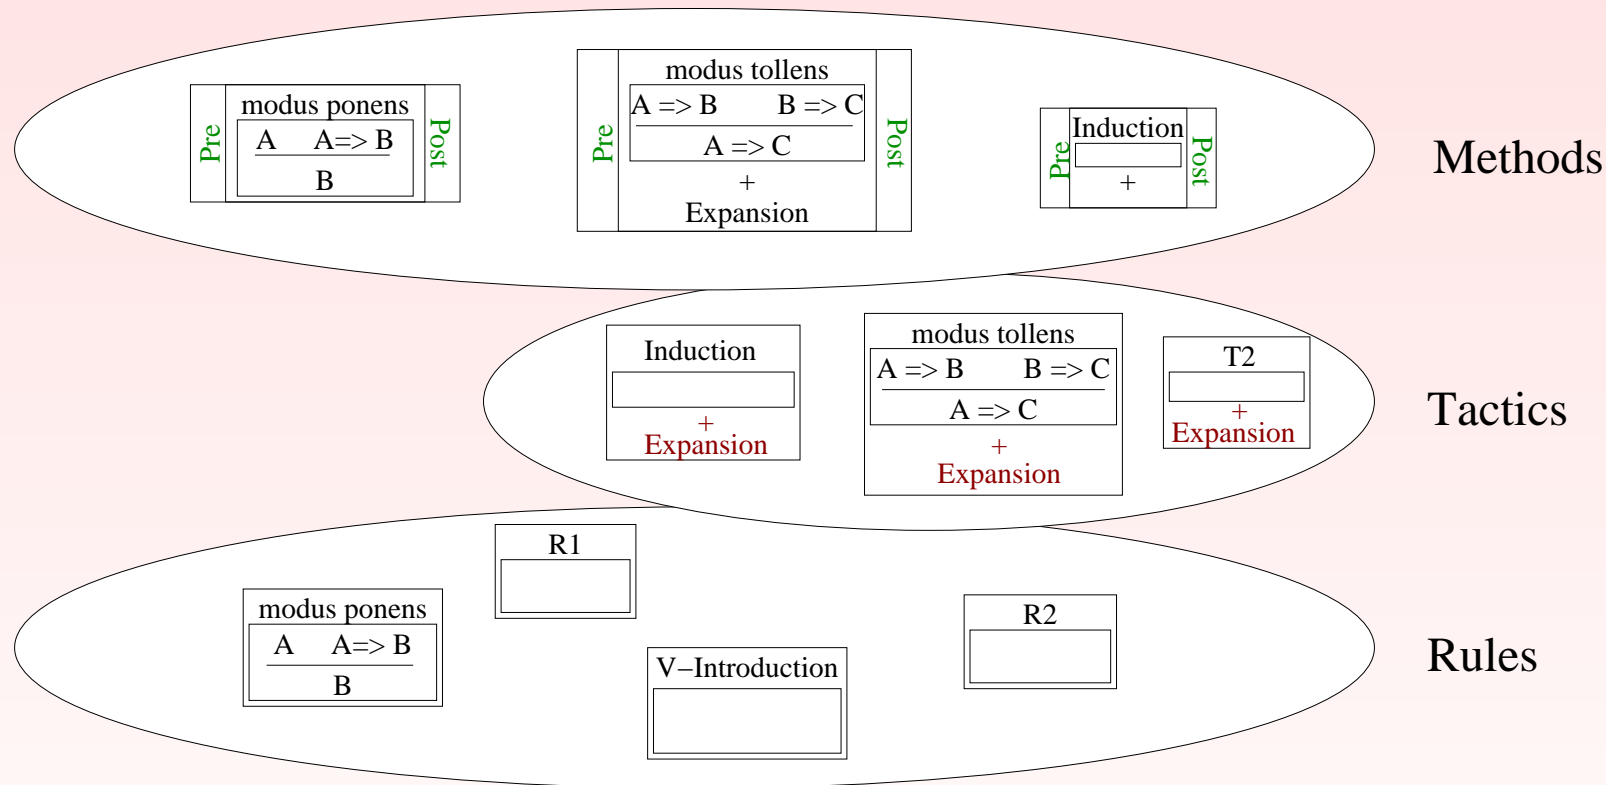 modus ponens
A A=> B
B
Pre
Post
modus tollens
A => B B => C
A => C
+
Expansion
Pre
Post
Induction
+
Pre
Post
Methods
Induction
+
Expansion
modus tollens
A => B B => C
A => C
+
Expansion
T2
+
Expansion
Tactics
R1
modus ponens
A A=> B
B
V–Introduction
R2
Rules